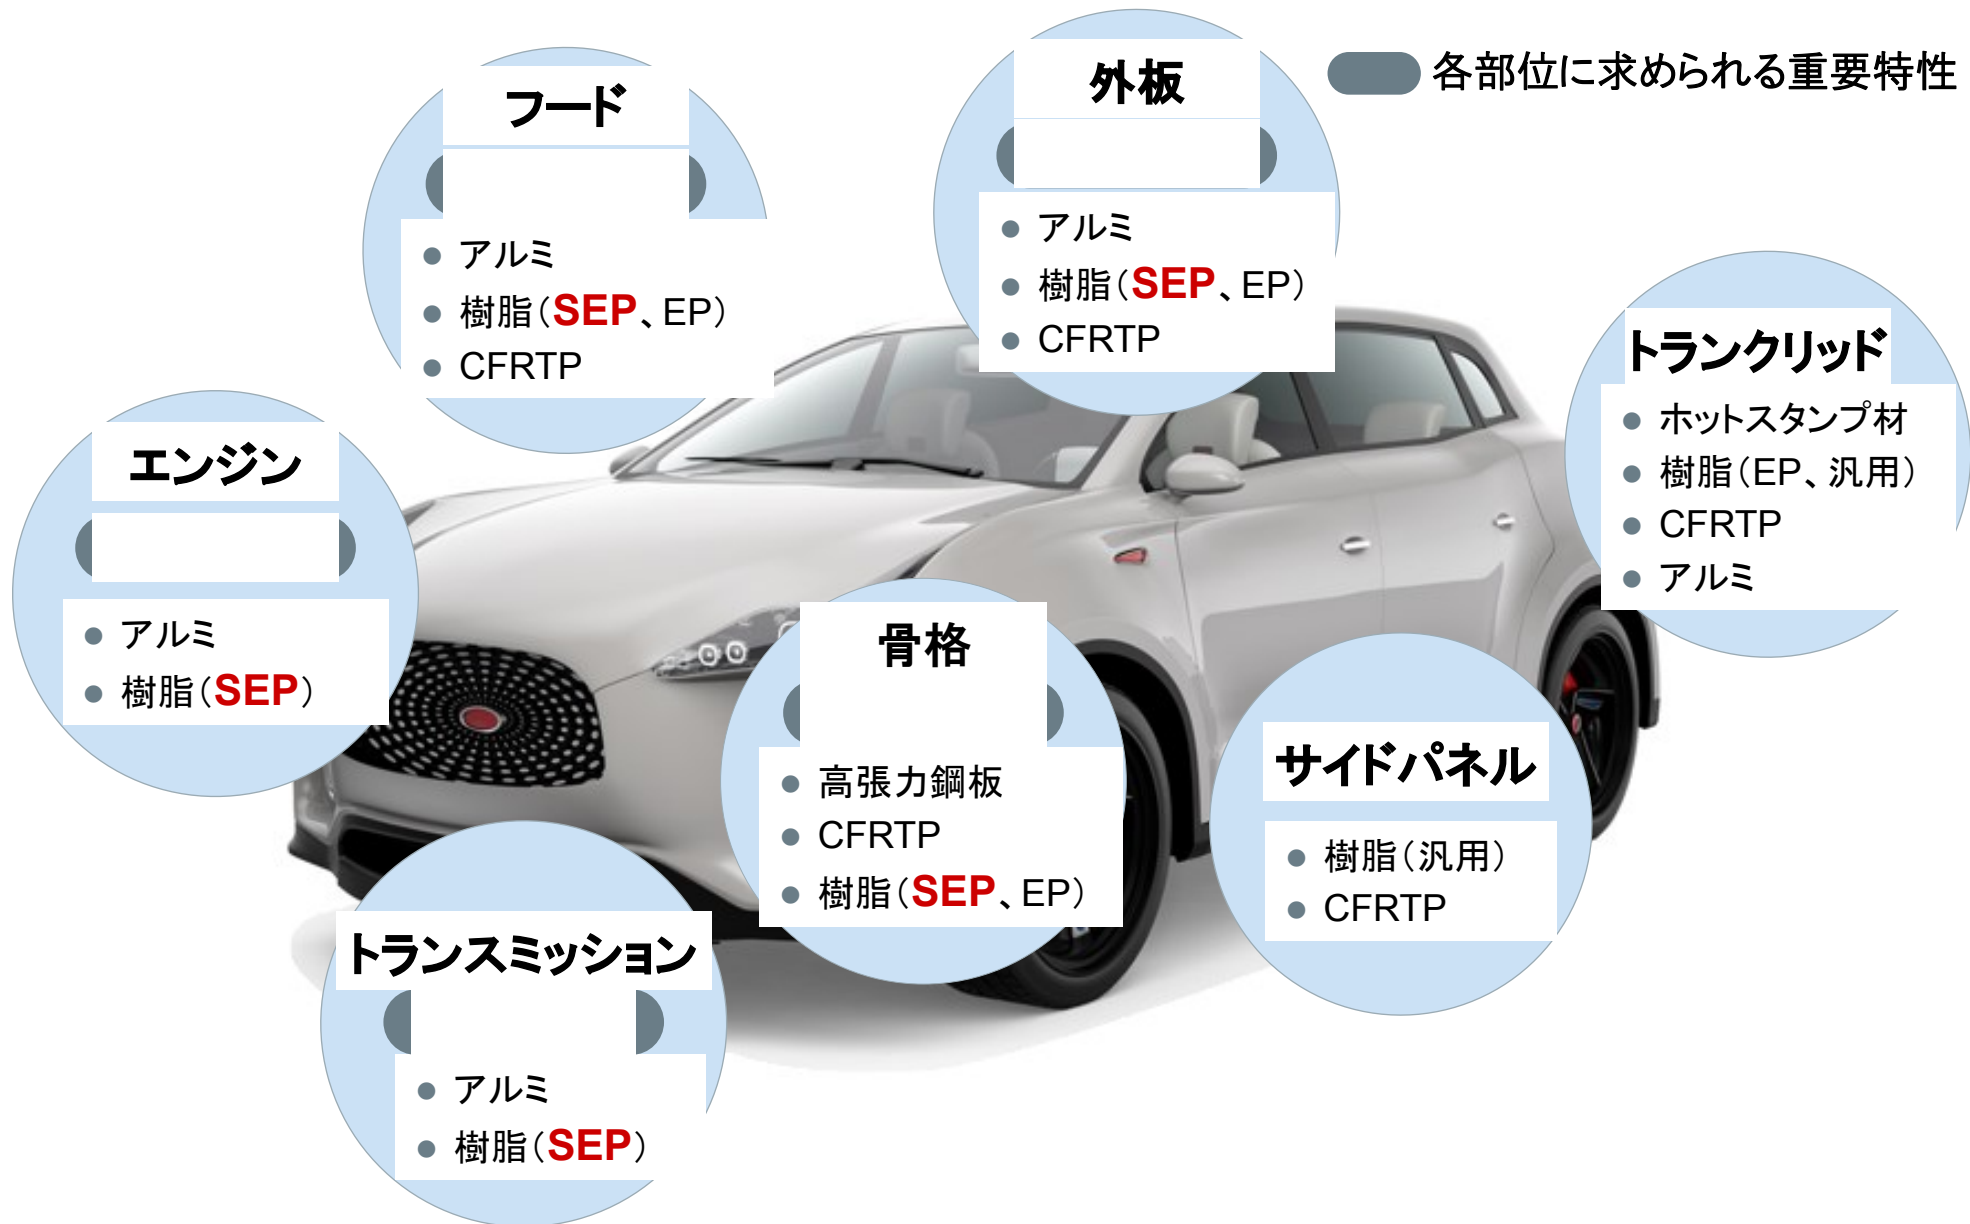 各部位に求められる重要特性
フード
アルミ
樹脂（SEP、EP）
CFRTP
外板
アルミ
樹脂（SEP、EP）
CFRTP
トランクリッド
ホットスタンプ材
樹脂（EP、汎用）
CFRTP
アルミ
エンジン
アルミ
樹脂（SEP）
骨格
高張力鋼板
CFRTP
樹脂（SEP、EP）
サイドパネル
樹脂（汎用）
CFRTP
トランスミッション
アルミ
樹脂（SEP）